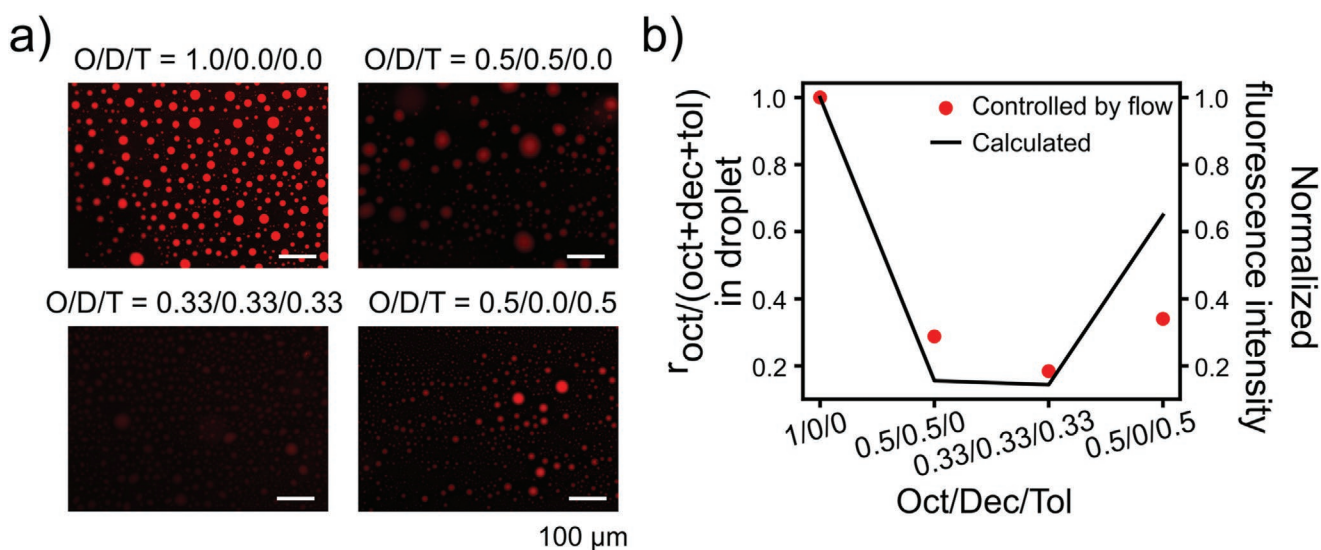 a)
O/D/T = 1.0/0.0/0.0
O/D/T = 0.5/0.5/0.0
O/D/T = 0.33/0.33/0.33
O/D/T = 0.5/0.0/0.5
100 µm
b)
r oct/(oct+dec+tol)
in droplet
1.0
0.8
0.6
0.4
0.2
Controlled by flow
Calculated
1.0
0.8
0.6
0.4
0.2
Normalized
fluorescence intensity
1/0/0
0.5/0.5/0
0.33/0.33/0.33
0.5/0/0.5
Oct/Dec/Tol